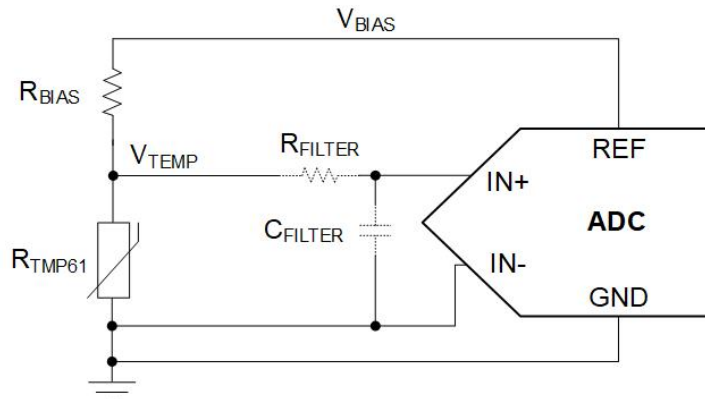 VBIAS
RBIAS
VTEMP
RFILTER
REF
IN+
CFILTER
ADC
RTMP61
IN-
GND